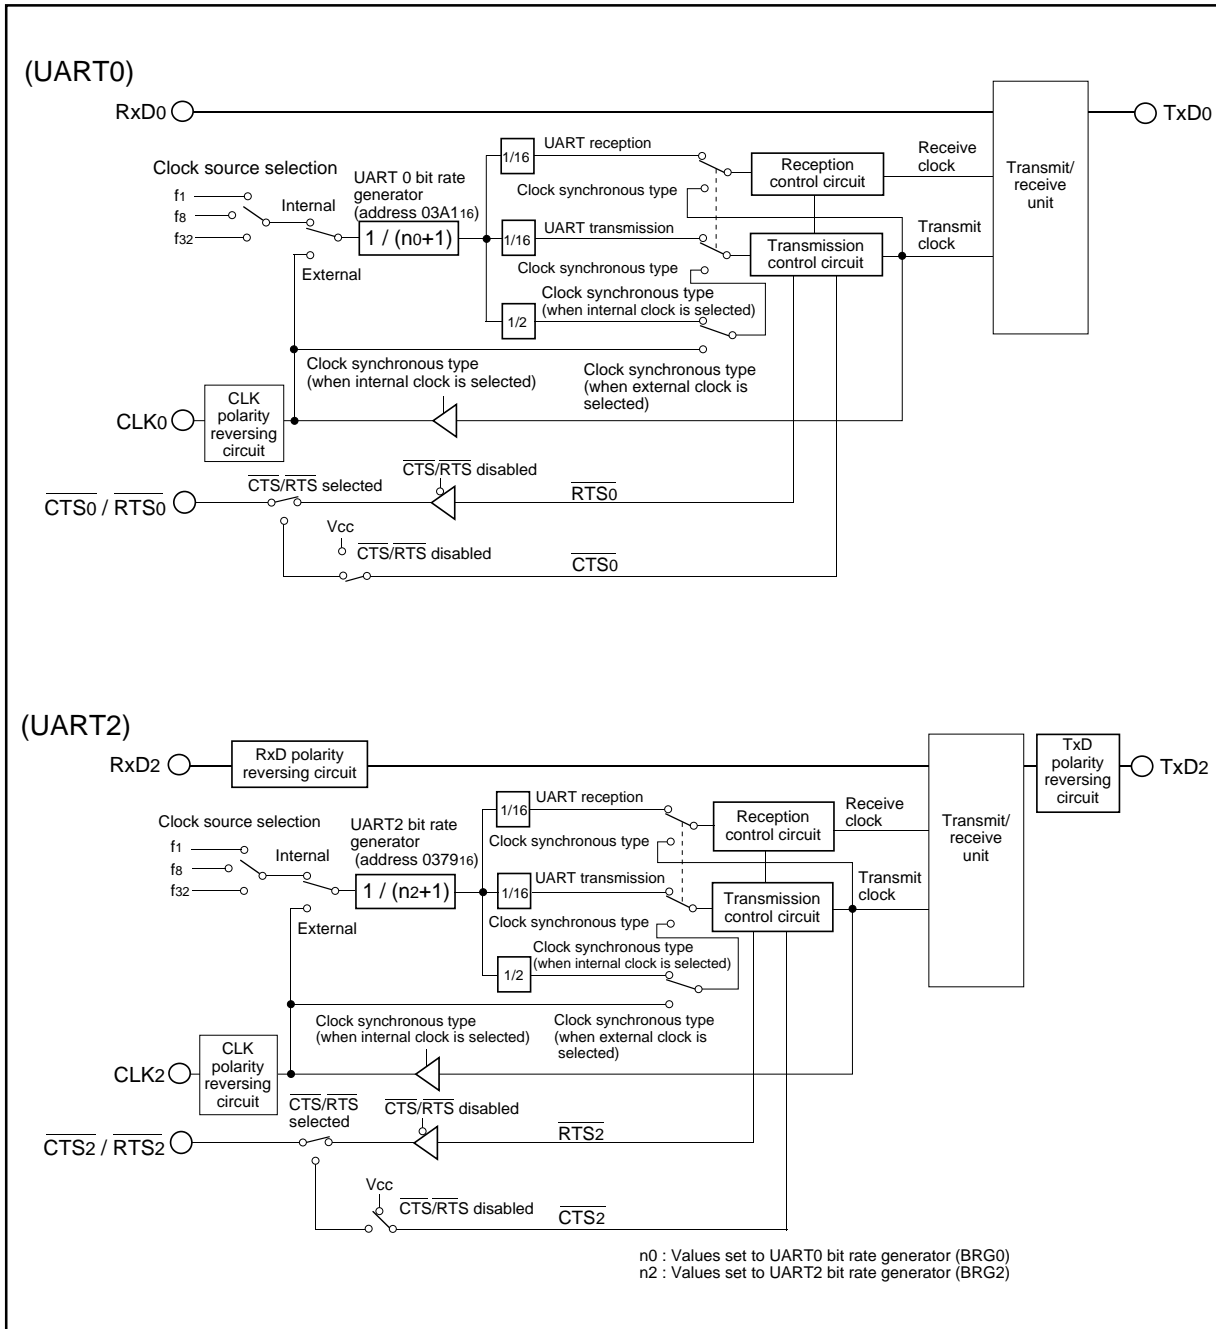 (UART0)
RxD0
TxD0
Clock source selection
f1
f8
f32
Internal
External
UART 0 bit rate
generator
(address 03A116)
1 / (n0+1)
1/16
UART reception
Clock synchronous type
1/16
UART transmission
Clock synchronous type
Clock synchronous type
(when internal clock is selected)
1/2
Reception
control circuit
Transmission
control circuit
Receive
clock
Transmit
clock
Transmit/
receive
unit
Clock synchronous type
(when internal clock is selected)
Clock synchronous type
(when external clock is
selected)
CLK0
CLK
polarity
reversing
circuit
CTS0 / RTS0
CTS/RTS selected
CTS/RTS disabled
RTS0
Vcc
CTS/RTS disabled
CTS0
(UART2)
RxD2
RxD polarity
reversing circuit
TxD
polarity
reversing
circuit
TxD2
Clock source selection
f1
f8
f32
Internal
External
UART2 bit rate
generator
(address 037916)
1 / (n2+1)
1/16
UART reception
Clock synchronous type
1/16
UART transmission
Clock synchronous type
Clock synchronous type
(when internal clock is selected)
1/2
Reception
control circuit
Transmission
control circuit
Receive
clock
Transmit
clock
Transmit/
receive
unit
Clock synchronous type
(when internal clock is selected)
Clock synchronous type
(when external clock is
selected)
CLK2
CLK
polarity
reversing
circuit
CTS2 / RTS2
CTS/RTS
selected
CTS/RTS disabled
RTS2
Vcc
CTS/RTS disabled
CTS2
n0 : Values set to UART0 bit rate generator (BRG0)
n2 : Values set to UART2 bit rate generator (BRG2)